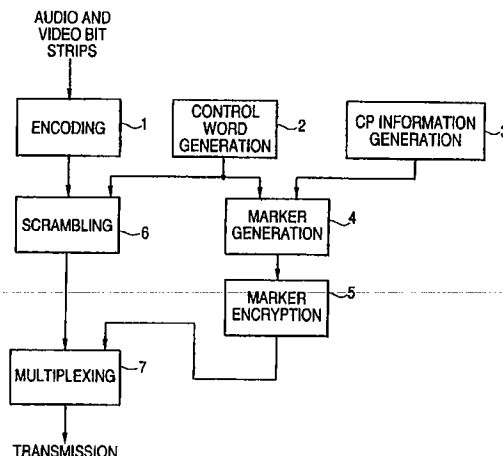 AUDIO AND
VIDEO BIT
STRIPS
ENCODING
1
CONTROL
WORD
GENERATION
2
CP INFORMATION
GENERATION
3
SCRAMBLING
6
MARKER
GENERATION
4
MARKER
ENCRYPTION
5
MULTIPLEXING
7
TRANSMISSION